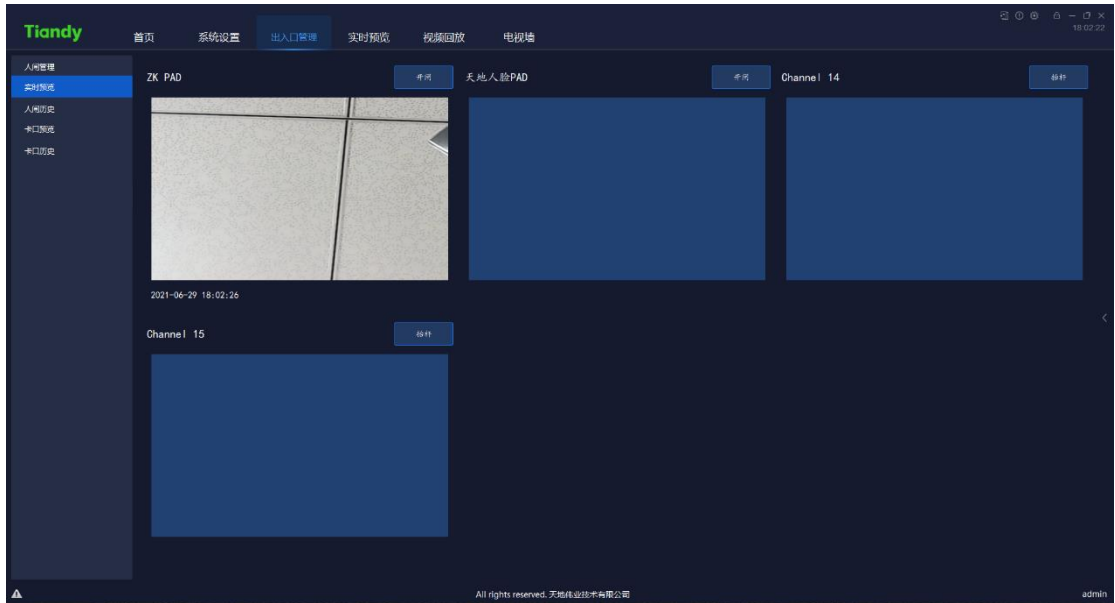 Tiandy
首页
系统设置
出入口管理
实时预览
视频回放
电视墙
18:02:22
人闸管理
实时预览
人闸历史
卡口预览
卡口历史
ZK PAD
开闸
天地人脸PAD
开闸
Channel 14
抬杆
2021-06-29 18:02:26
Channel 15
抬杆
All rights reserved. 天地伟业技术有限公司
admin